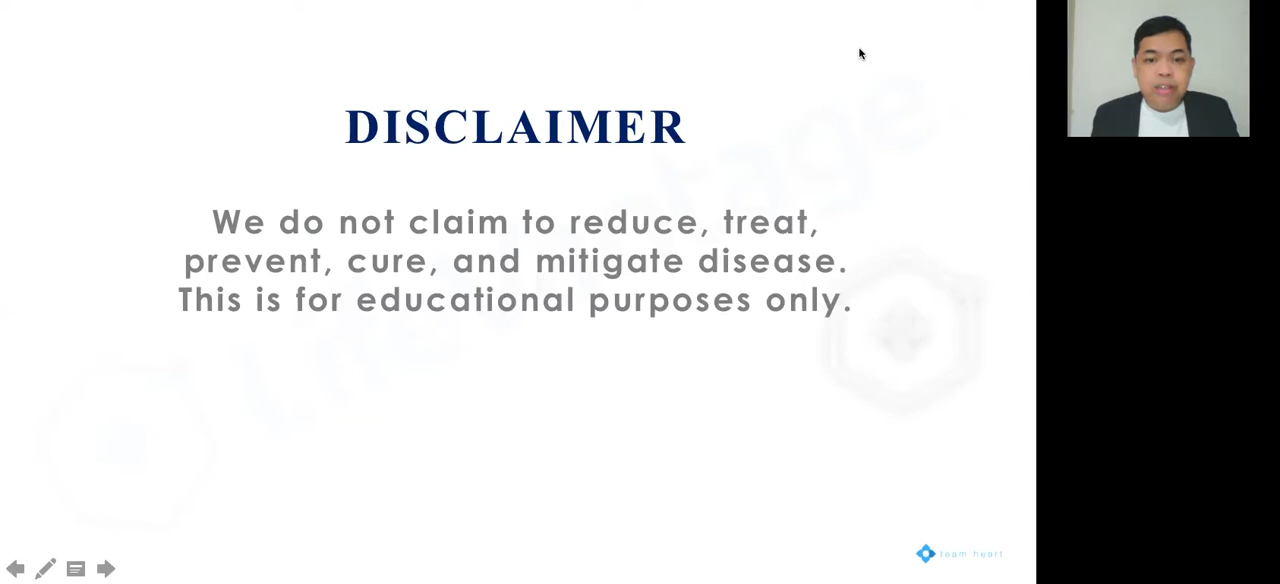 DISCLAIMER
We do not claim to reduce, treat,
prevent, cure, and mitigate disease.
This is for educational purposes only.
team heart